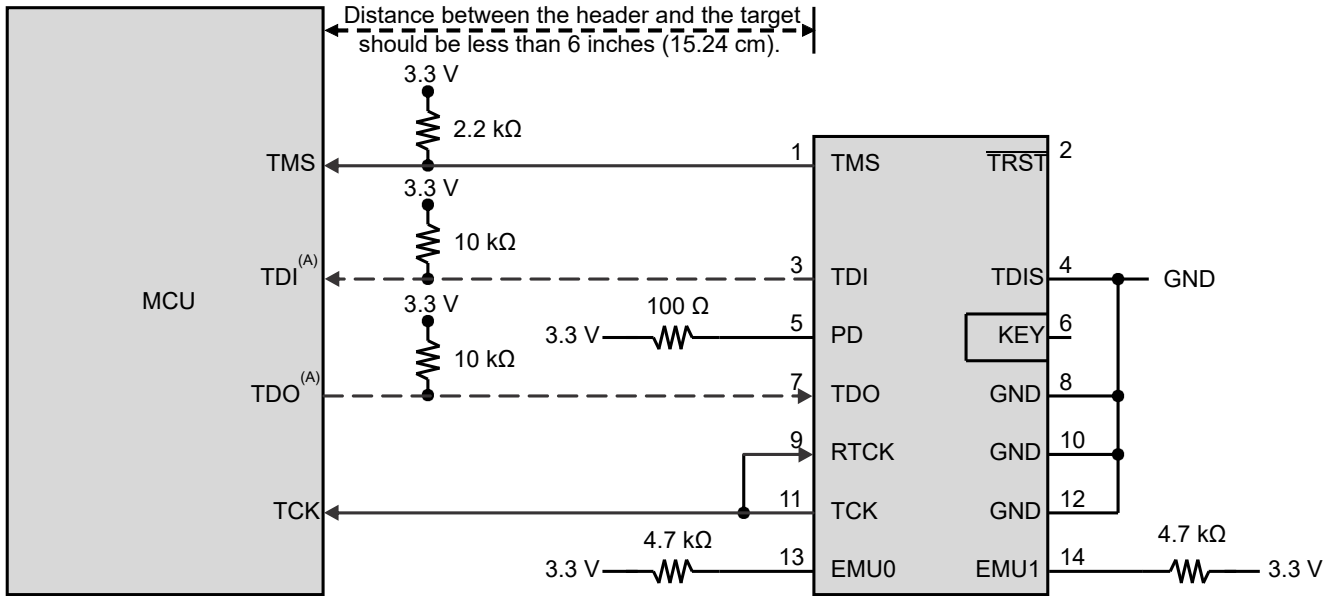 Distance between the header and the target
should be less than 6 inches (15.24 cm).
3.3 V
2.2 kΩ
TMS
1
TMS
TRST
2
3.3 V
10 kΩ
TDI(A)
3
TDI
TDIS
4
GND
MCU
3.3 V
100 Ω
3.3 V
5
PD
KEY
6
10 kΩ
TDO(A)
7
TDO
GND
8
9
RTCK
GND
10
TCK
11
TCK
GND
12
4.7 kΩ
3.3 V
13
EMU0
EMU1
14
4.7 kΩ
3.3 V